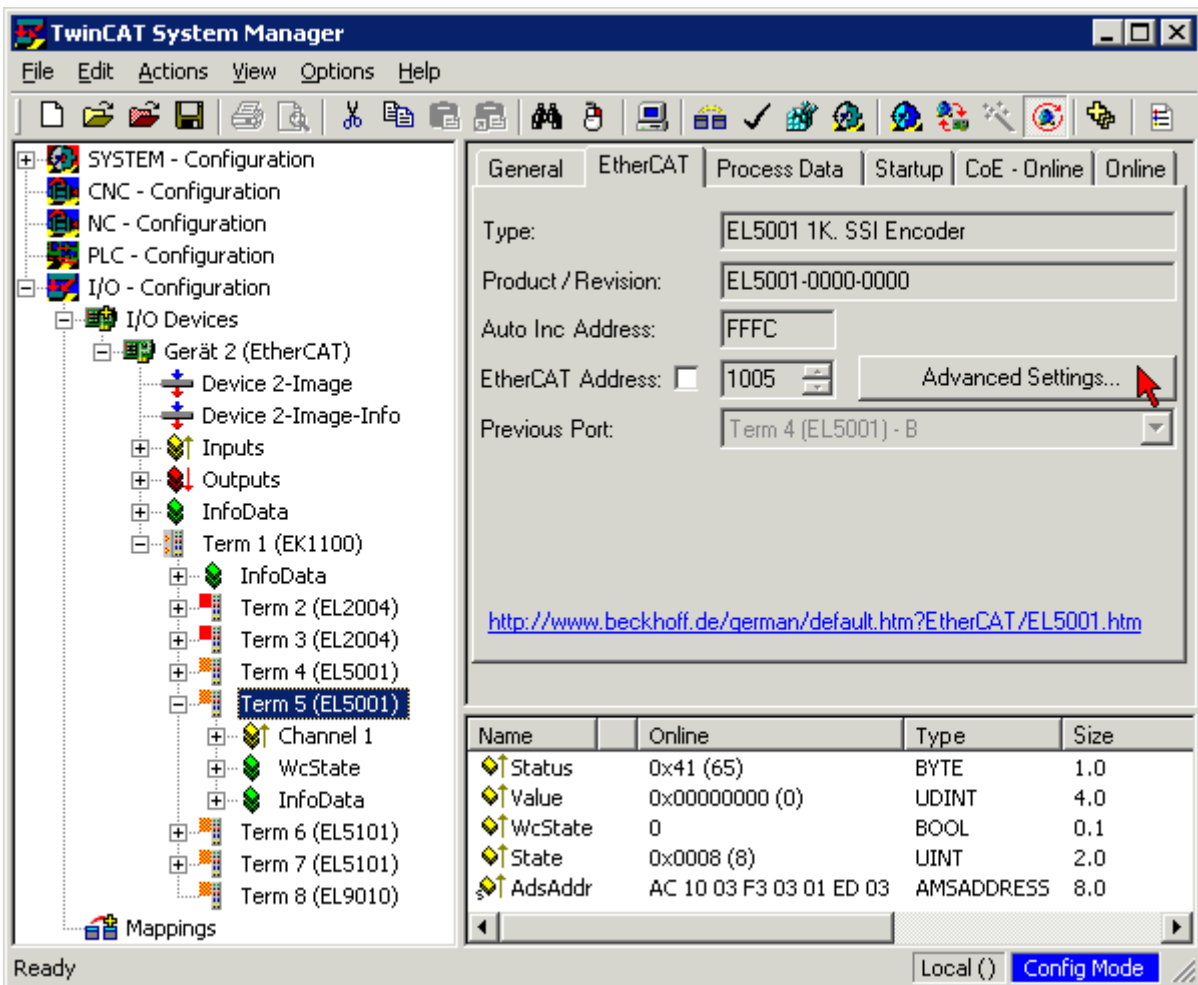 TwinCAT System Manager
File Edit Actions View Options Help
SYSTEM - Configuration
CNC - Configuration
NC - Configuration
PLC - Configuration
I/O - Configuration
I/O Devices
Gerät 2 (EtherCAT)
Device 2-Image
Device 2-Image-Info
Inputs
Outputs
InfoData
Term 1 (EK1100)
InfoData
Term 2 (EL2004)
Term 3 (EL2004)
Term 4 (EL5001)
Term 5 (EL5001)
Channel 1
WcState
InfoData
Term 6 (EL5101)
Term 7 (EL5101)
Term 8 (EL9010)
Mappings
General EtherCAT Process Data Startup CoE - Online Online
Type: EL5001 1K. SSI Encoder
Product / Revision: EL5001-0000-0000
Auto Inc Address: FFFC
EtherCAT Address: 1005 Advanced Settings...
Previous Port: Term 4 (EL5001) - B
http://www.beckhoff.de/german/default.htm?EtherCAT/EL5001.htm
Name Online Type Size
Status 0x41 (65) BYTE 1.0
Value 0x00000000 (0) UDINT 4.0
WcState 0 BOOL 0.1
State 0x0008 (8) UINT 2.0
AdsAddr AC 10 03 F3 03 01 ED 03 AMSADDRESS 8.0
Ready Local () Config Mode